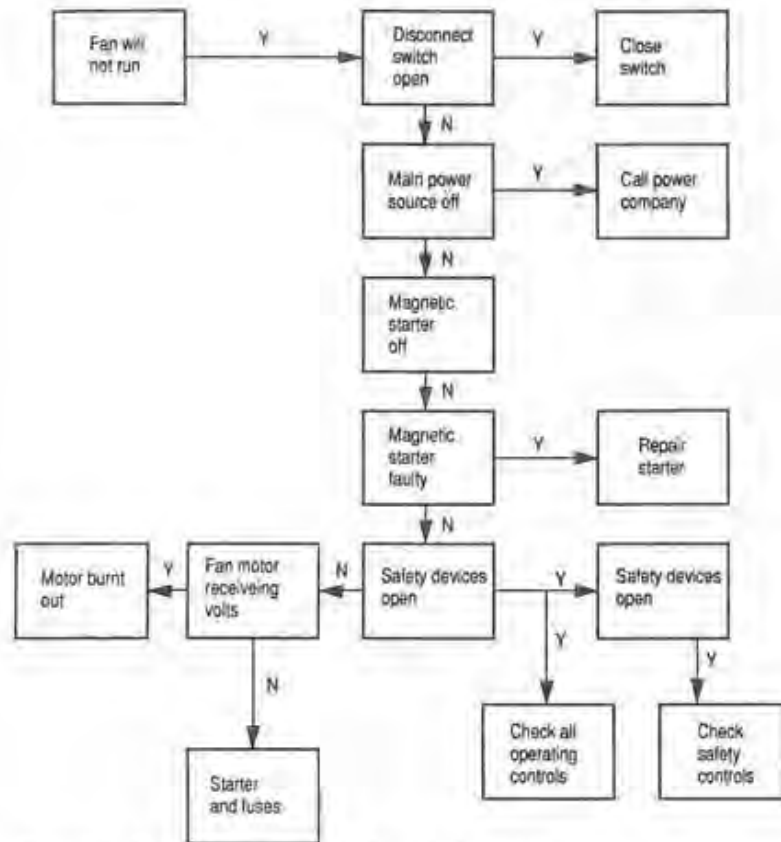 Fan will
not run
Y
Disconnect
switch
open
Y
Close
switch
N
Main power
source off
Y
Call power
company
N
Magnetic
starter
off
N
Magnetic
starter
faulty
Y
Repair
starter
N
Motor burnt
out
Y
Fan motor
receiveing
volts
N
Safety devices
open
Y
Safety devices
open
Y
Y
N
Check all
operating
controls
Check
safety
controls
Starter
and fuses